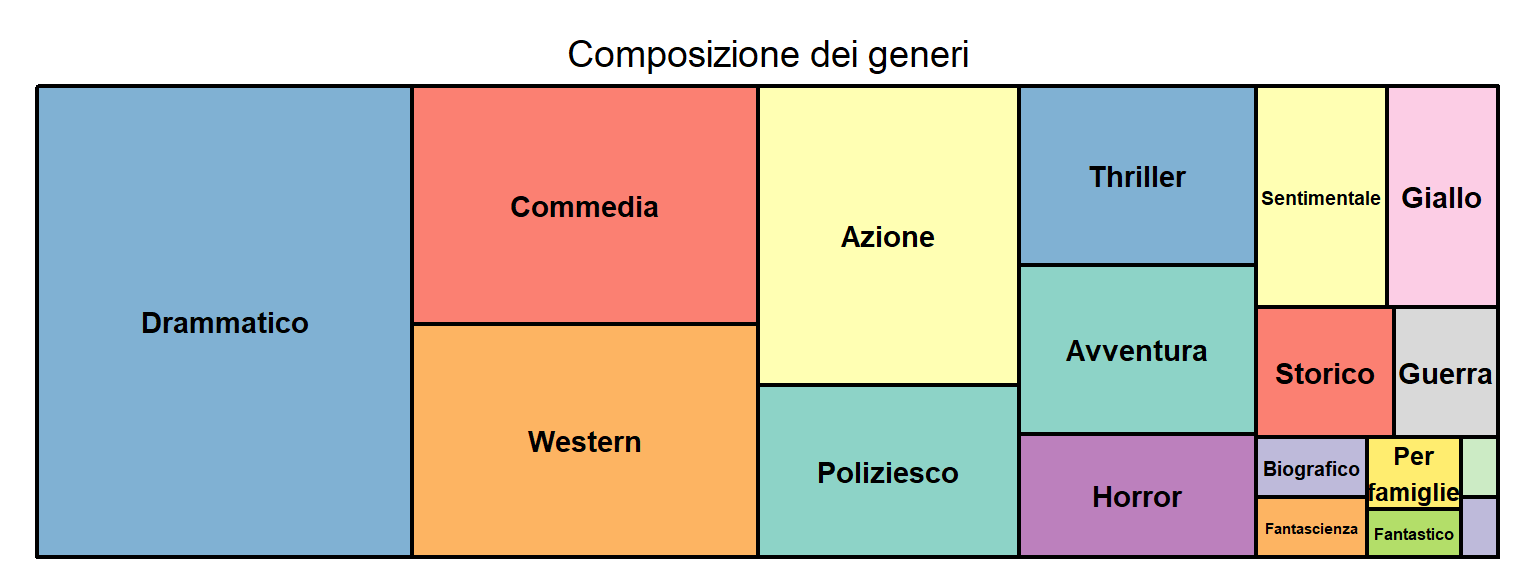 Composizione dei generi
Drammatico
Commedia
Western
Azione
Poliziesco
Thriller
Avventura
Horror
Sentimentale
Giallo
Storico
Guerra
Biografico
Fantascienza
Per
famiglie
Fantastico